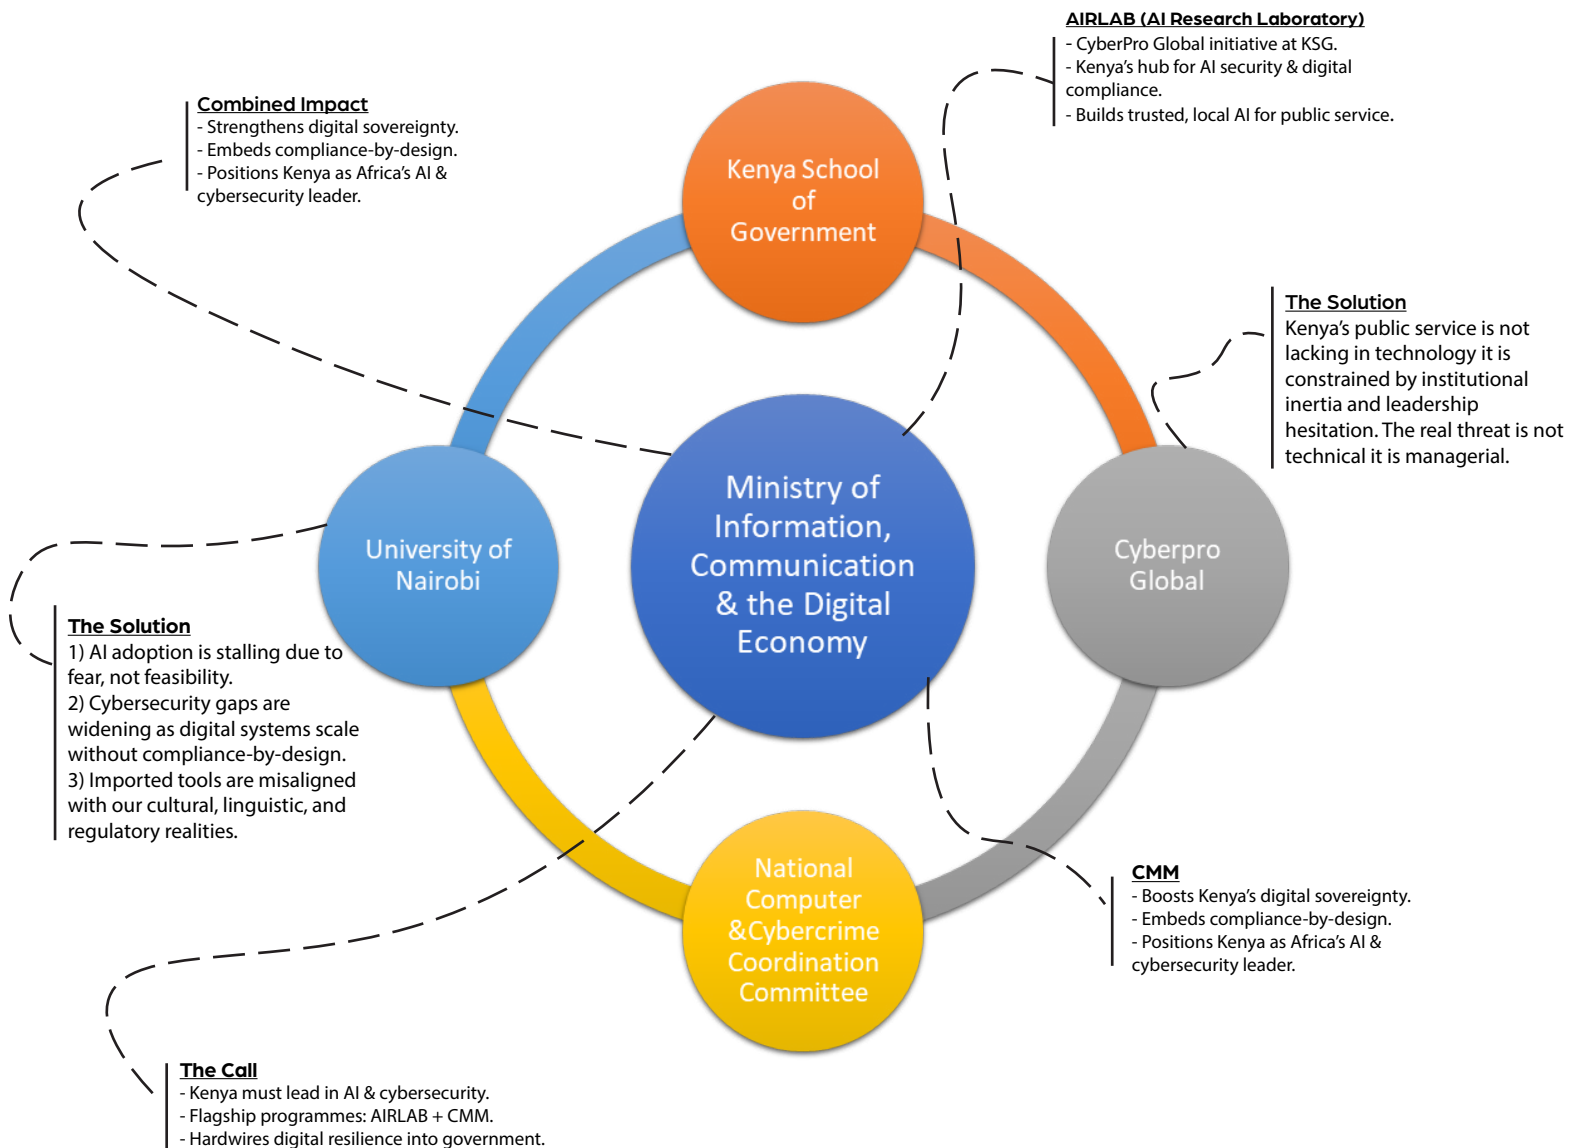 AIRLAB (AI Research Laboratory)
- CyberPro Global initiative at KSG.
- Kenya's hub for AI security & digital
compliance.
- Builds trusted, local AI for public service.
Combined Impact
- Strengthens digital sovereignty.
- Embeds compliance-by-design.
- Positions Kenya as Africa's AI &
cybersecurity leader.
Kenya School
of
Government
The Solution
Kenya's public service is not
lacking in technology it is
constrained by institutional
inertia and leadership
hesitation. The real threat is not
technical it is managerial.
Ministry of
Information,
Communication
& the Digital
Economy
University of
Nairobi
Cyberpro
Global
The Solution
1) AI adoption is stalling due to
fear, not feasibility.
2) Cybersecurity gaps are
widening as digital systems scale
without compliance-by-design.
3) Imported tools are misaligned
with our cultural, linguistic, and
regulatory realities.
National
Computer
&Cybercrime
Coordination
Committee
CMM
- Boosts Kenya's digital sovereignty.
- Embeds compliance-by-design.
- Positions Kenya as Africa's AI &
cybersecurity leader.
The Call
- Kenya must lead in AI & cybersecurity.
- Flagship programmes: AIRLAB + CMM.
- Hardwires digital resilience into government.